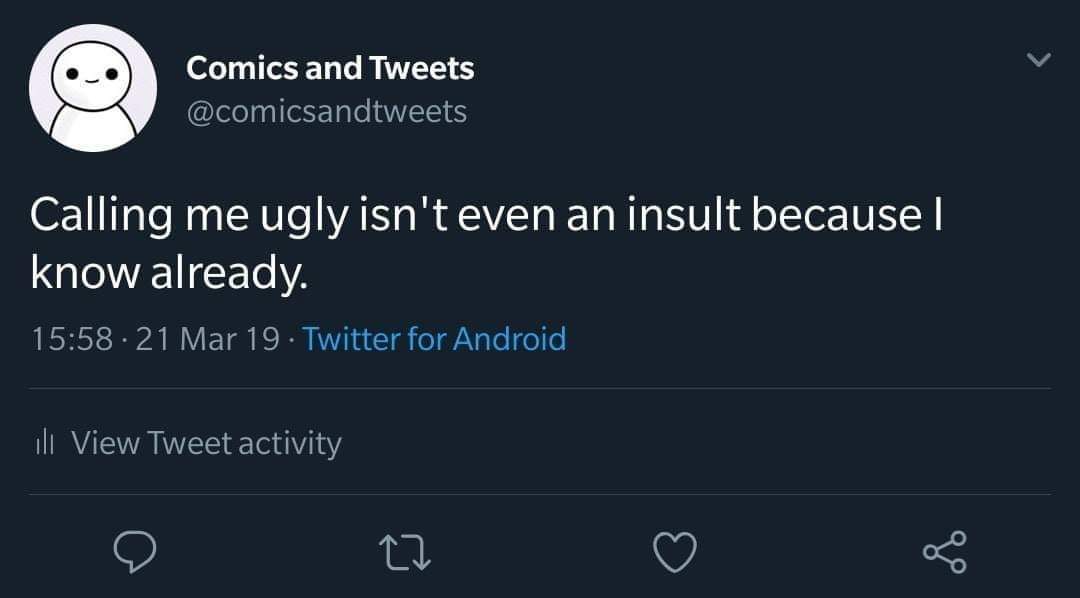 Comics and Tweets
@comicsandtweets
Calling me ugly isn't even an insult because I
know already.
15:58 · 21 Mar 19 · Twitter for Android
View Tweet activity